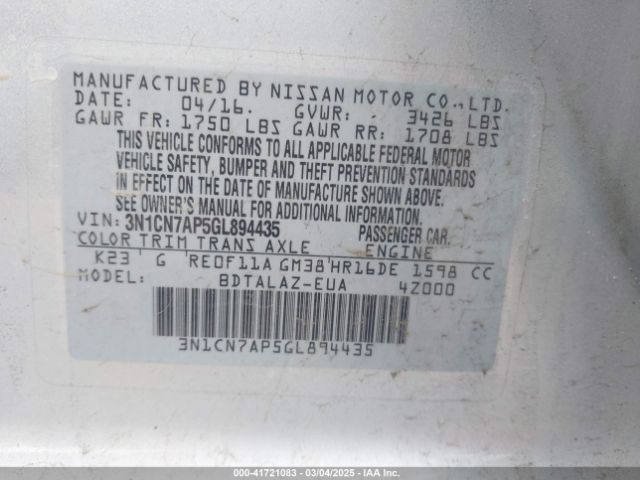 MANUFACTURED BY NISSAN MOTOR CO., LTD.
DATE: 04/16. GVWR: 3426 LBS
GAWR FR: 1750 LBS GAWR RR: 1708 LBS
THIS VEHICLE CONFORMS TO ALL APPLICABLE FEDERAL MOTOR
VEHICLE SAFETY, BUMPER AND THEFT PREVENTION STANDARDS
IN EFFECT ON THE DATE OF MANUFACTURE SHOWN ABOVE.
SEE OWNER'S MANUAL FOR ADDITIONAL INFORMATION
VIN: 3N1CN7AP5GL894435 PASSENGER CAR.
COLOR TRIM TRANS AXLE ENGINE
K23 G RE0F11A GM38 HR16DE 1598 CC
MODEL: BDTALAZ-EUA 4Z000
3N1CN7AP5GL894435
000-41721083 - 03/04/2025 - IAA Inc.